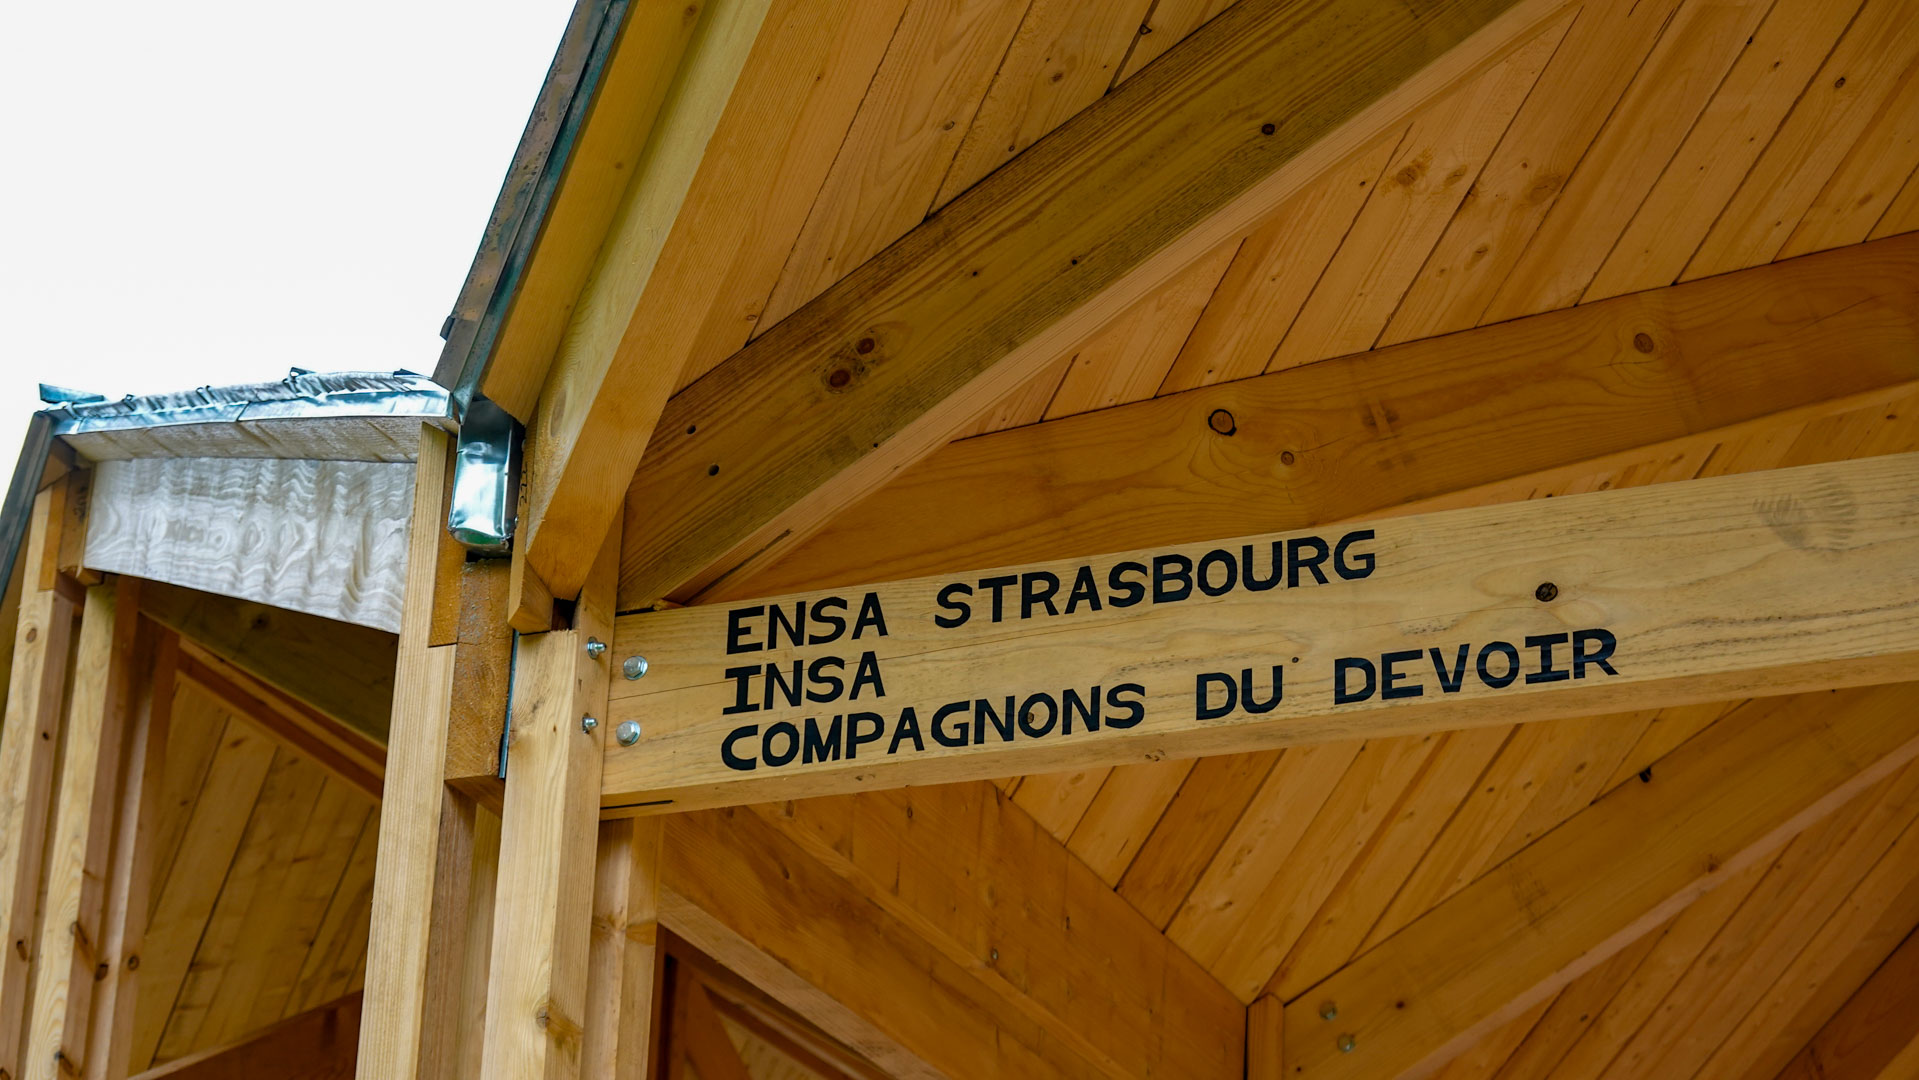 ENSA STRASBOURG
INSA
COMPAGNONS DU DEVOIR